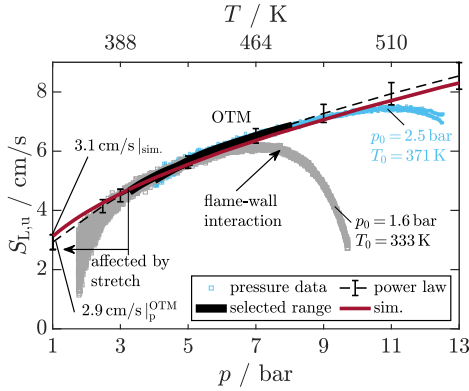 T / K
388
464
510
8
6
4
2
0
S_L,u / cm/s
OTM
3.1 cm/s|sim.
p₀ = 2.5 bar
T₀ = 371 K
flame-wall
interaction
p₀ = 1.6 bar
T₀ = 333 K
affected by
stretch
2.9 cm/s|p^OTM
pressure data
power law
selected range
sim.
1
3
5
7
9
11
13
p / bar